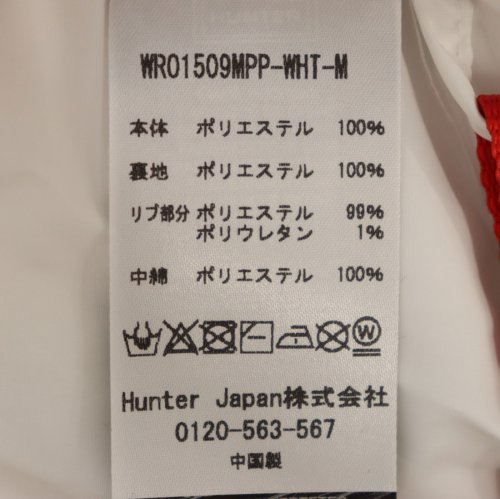 WRO1509MPP-WHT-M
本体 ポリエステル 100%
裏地 ポリエステル 100%
リブ部分 ポリエステル 99%
ポリウレタン 1%
中綿 ポリエステル 100%
Hunter Japan株式会社
0120-563-567
中国製